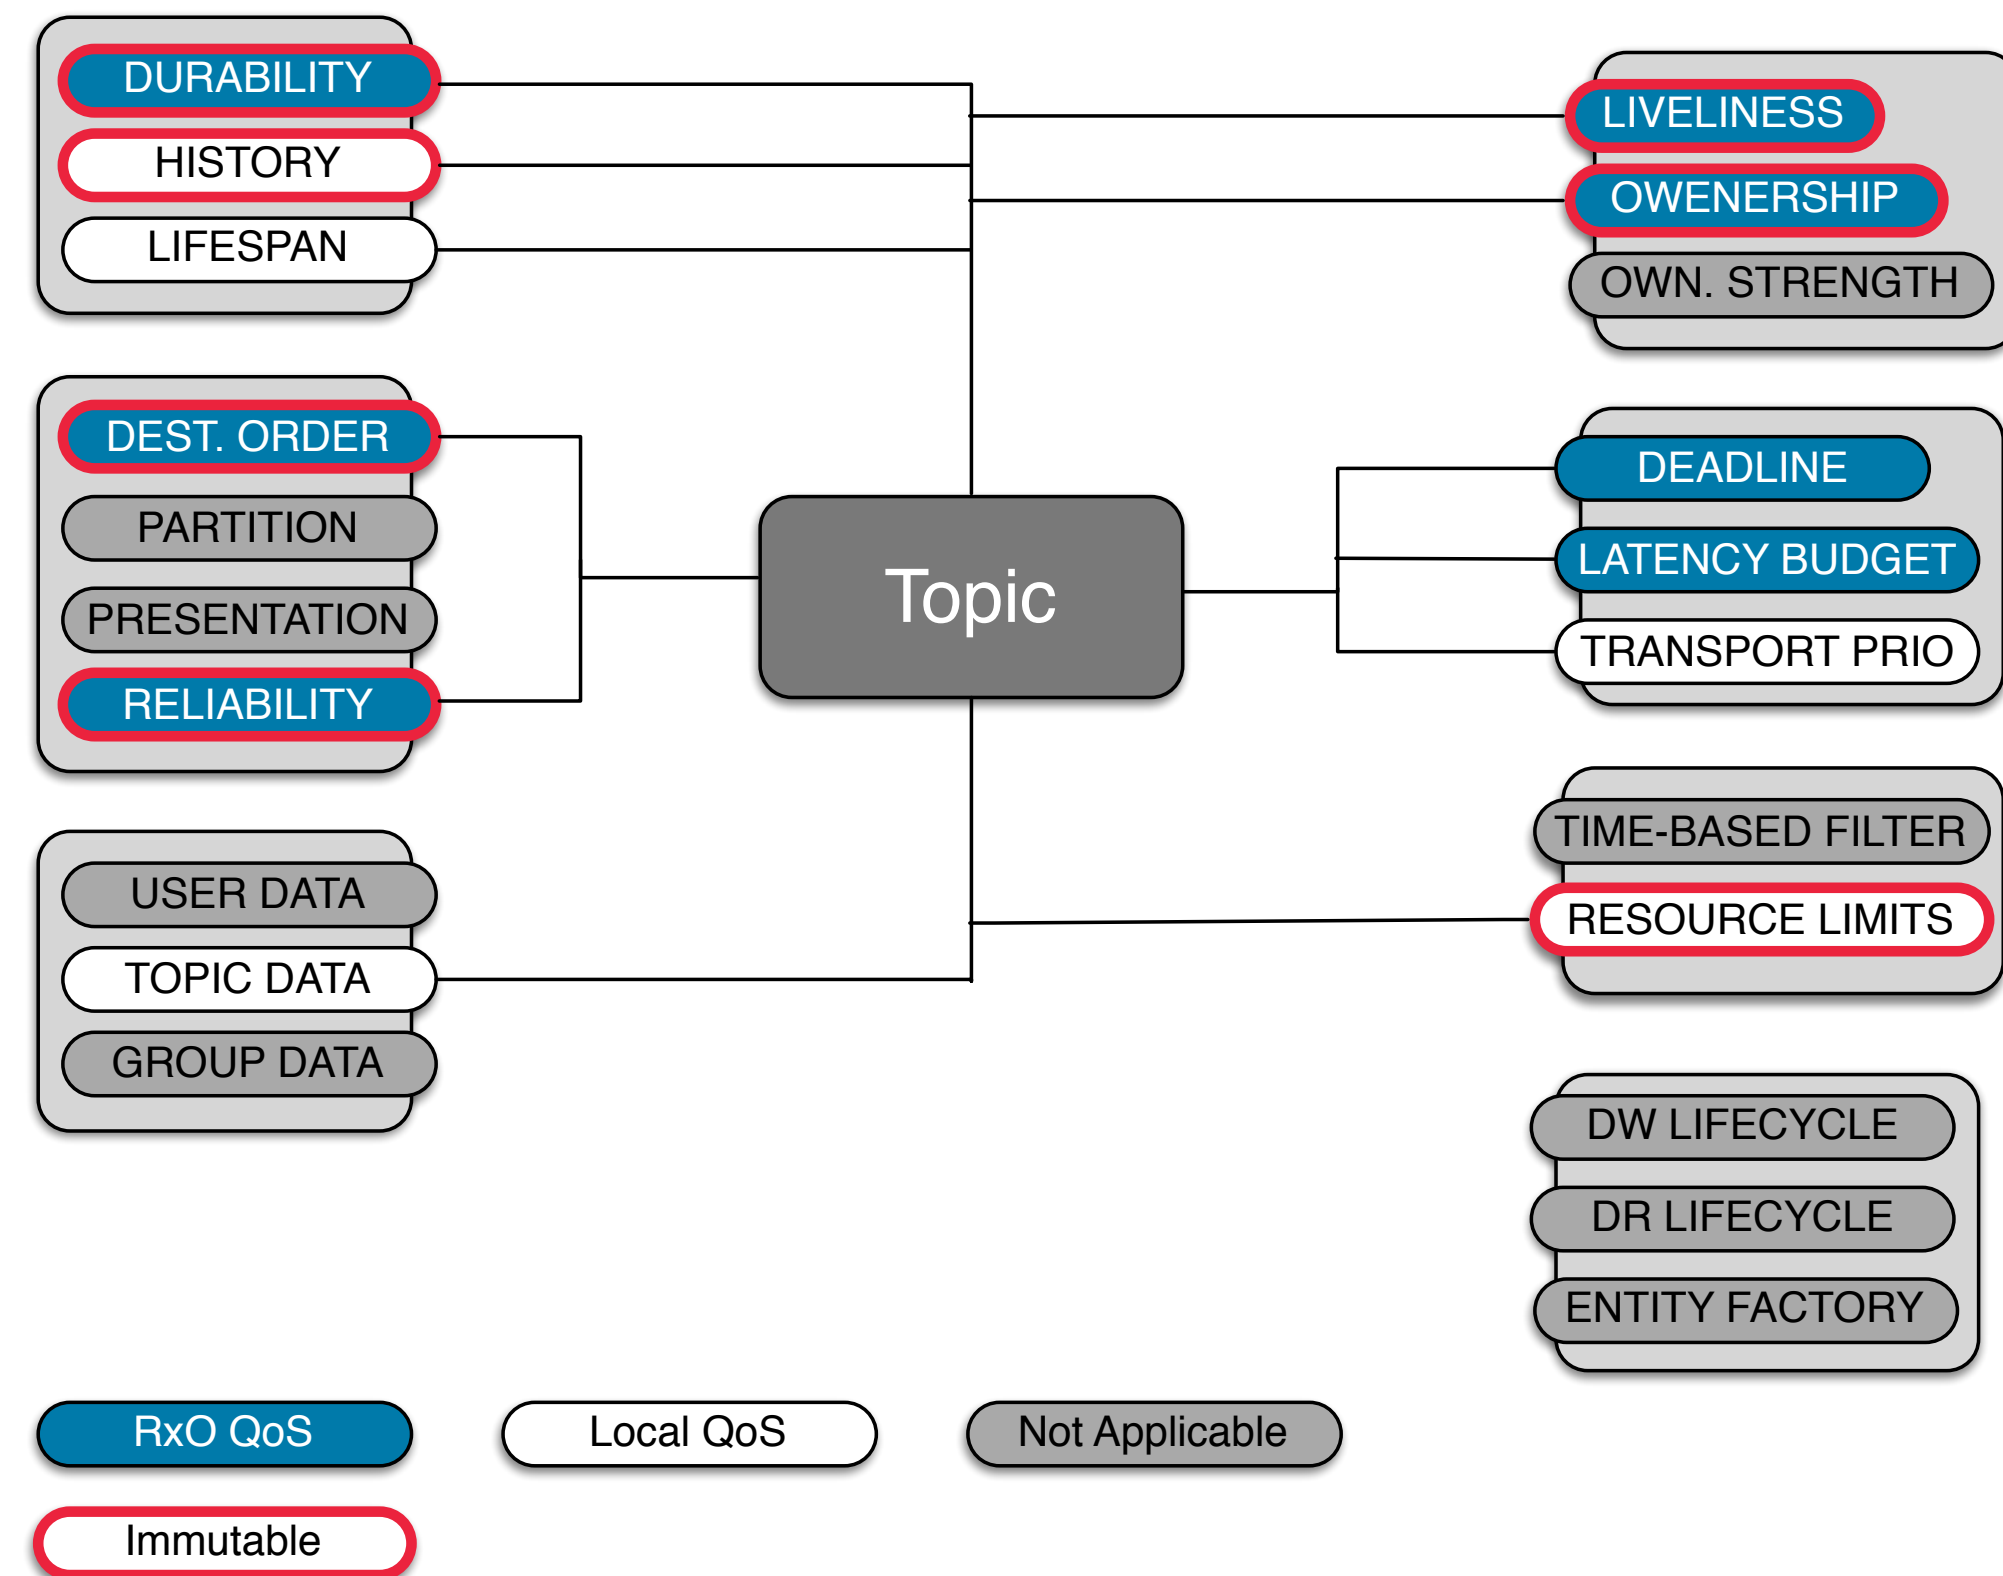 DURABILITY
HISTORY
LIFESPAN
LIVELINESS
OWENERSHIP
OWN. STRENGTH
DEST. ORDER
PARTITION
PRESENTATION
RELIABILITY
Topic
DEADLINE
LATENCY BUDGET
TRANSPORT PRIO
USER DATA
TOPIC DATA
GROUP DATA
TIME-BASED FILTER
RESOURCE LIMITS
DW LIFECYCLE
DR LIFECYCLE
ENTITY FACTORY
RxO QoS
Local QoS
Not Applicable
Immutable